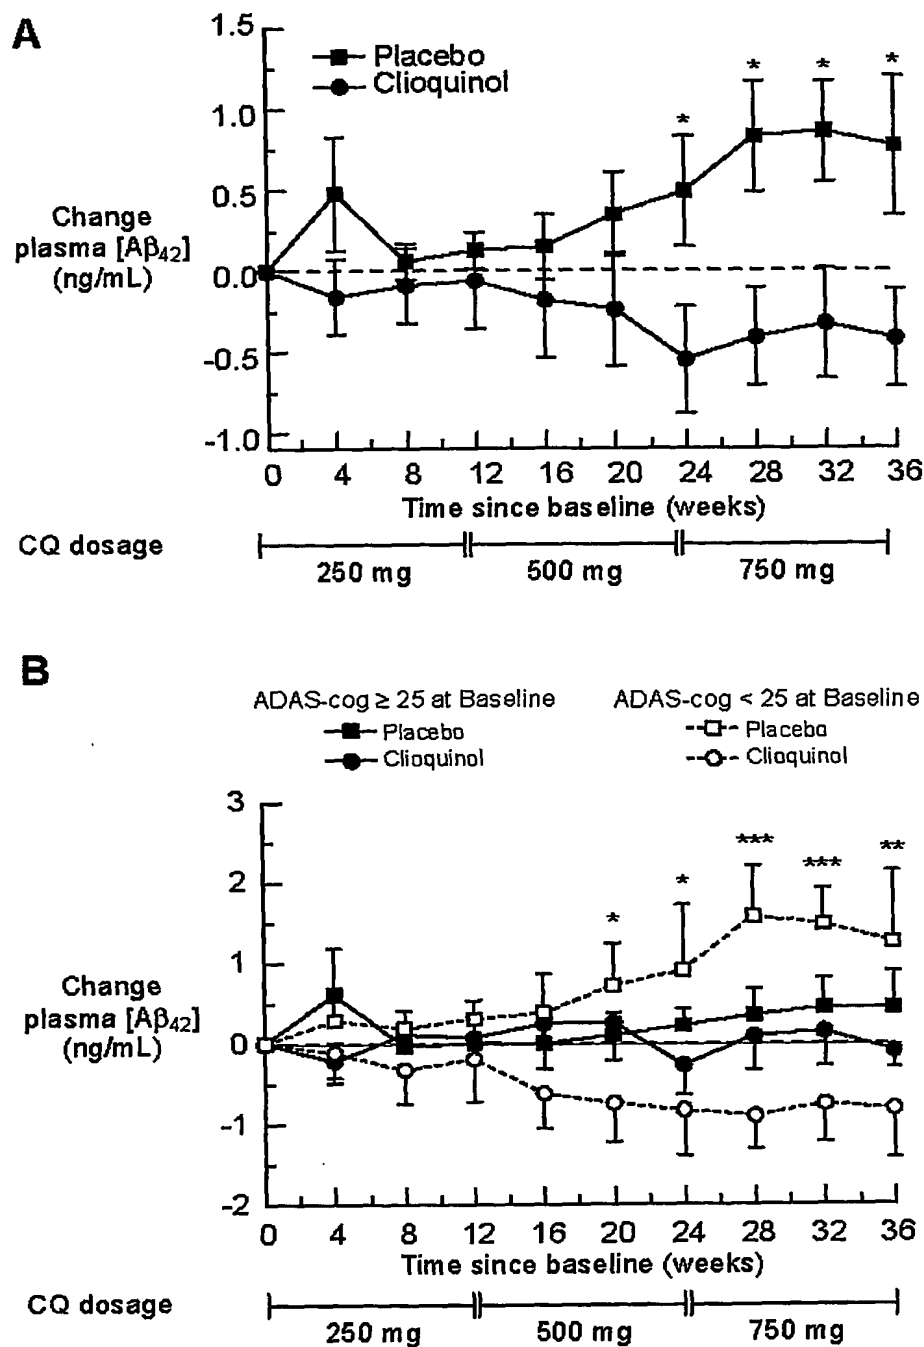 A
1.5
Placebo
Clioquinol
* * * *
1.0
0.5
0.0
-0.5
-1.0
Change
plasma [Aβ₄₂]
(ng/mL)
0 4 8 12 16 20 24 28 32 36
Time since baseline (weeks)
CQ dosage
250 mg 500 mg 750 mg
B
ADAS-cog ≥ 25 at Baseline ADAS-cog < 25 at Baseline
Placebo Placebo
Clioquinol Clioquinol
3
2
1
0
-1
-2
* * *** *** **
Change
plasma [Aβ₄₂]
(ng/mL)
0 4 8 12 16 20 24 28 32 36
Time since baseline (weeks)
CQ dosage
250 mg 500 mg 750 mg